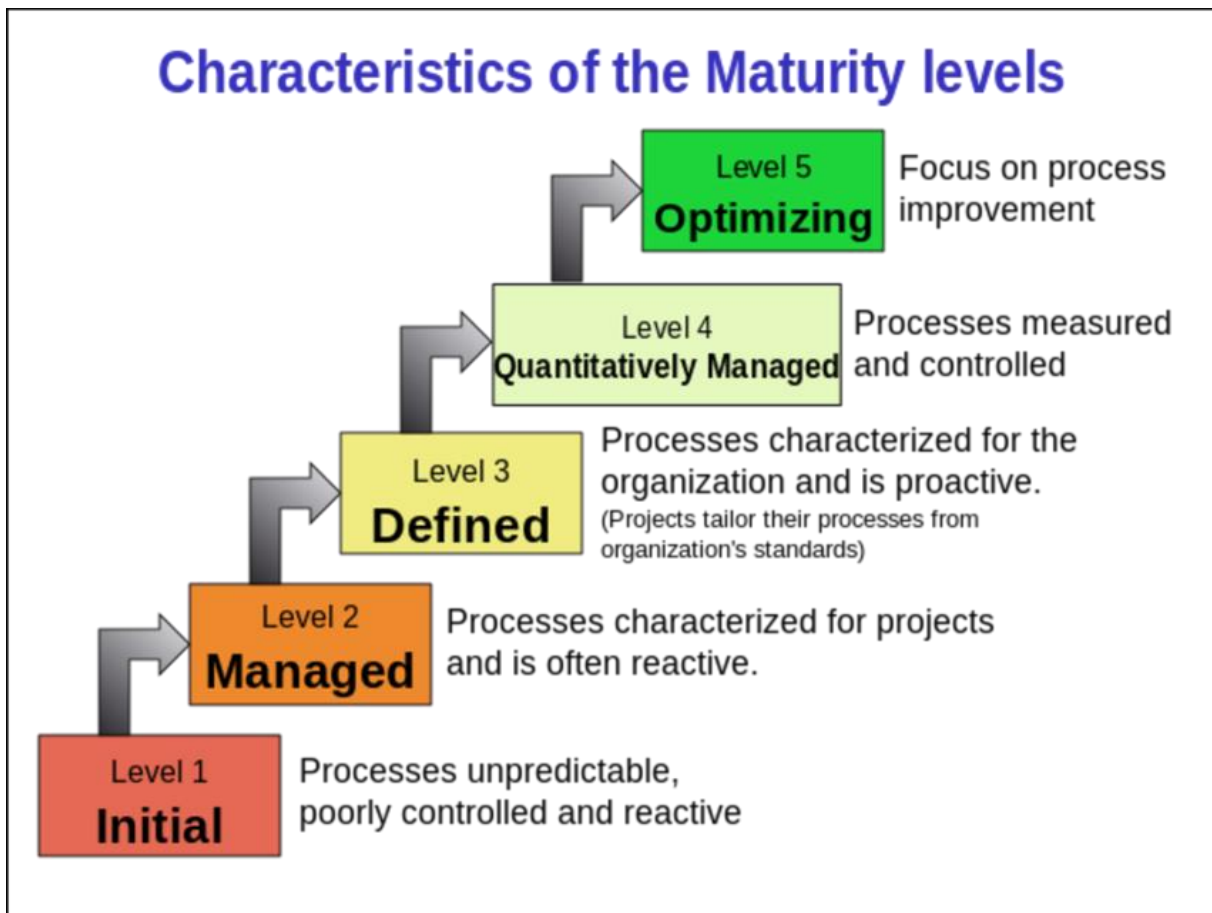 Characteristics of the Maturity levels
Level 5
Optimizing
Focus on process
improvement
Level 4
Quantitatively Managed
Processes measured
and controlled
Level 3
Defined
Processes characterized for the
organization and is proactive.
(Projects tailor their processes from
organization's standards)
Level 2
Managed
Processes characterized for projects
and is often reactive.
Level 1
Initial
Processes unpredictable,
poorly controlled and reactive